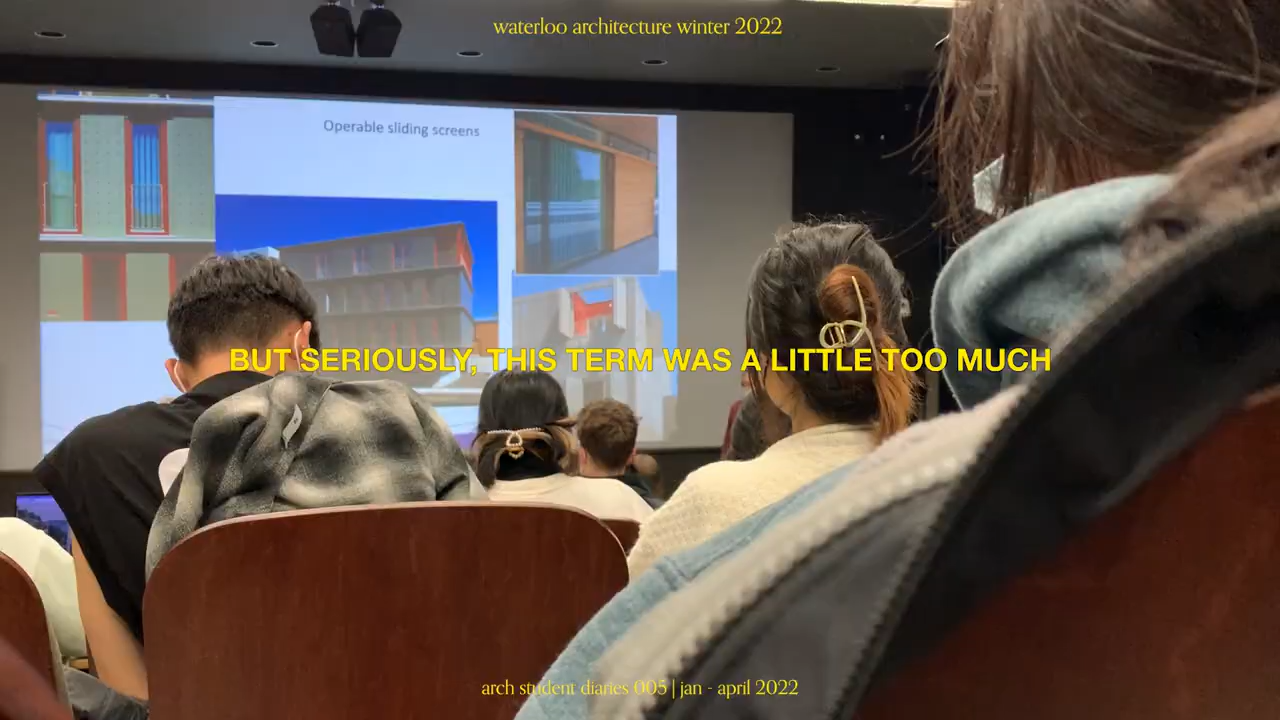 waterloo architecture winter 2022
Operable sliding screens
BUT SERIOUSLY, THIS TERM WAS A LITTLE TOO MUCH
arch student diaries 005 | jan - april 2022